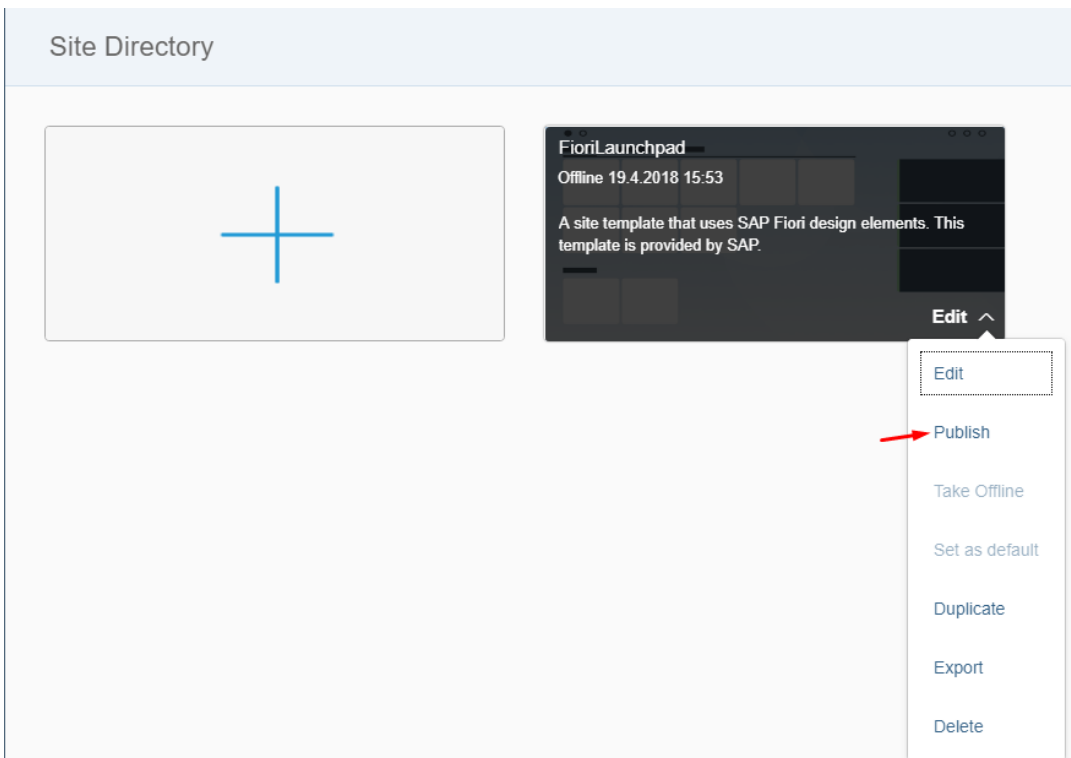 Site Directory
FioriLaunchpad
Offline 19.4.2018 15:53
A site template that uses SAP Fiori design elements. This
template is provided by SAP.
Edit
Edit
Publish
Take Offline
Set as default
Duplicate
Export
Delete